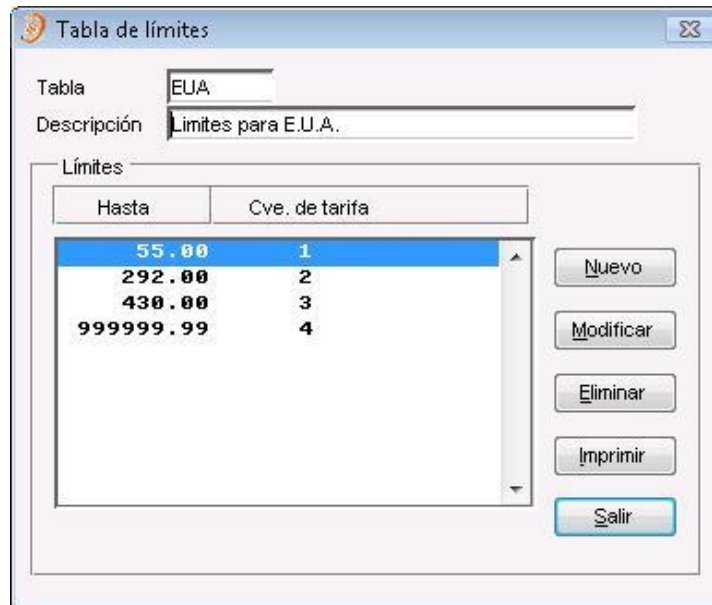 Tabla de límites
Tabla EUA
Descripción Limites para E.U.A.
Límites
Hasta Cve. de tarifa
55.00 1
292.00 2
430.00 3
999999.99 4
Nuevo
Modificar
Eliminar
Imprimir
Salir